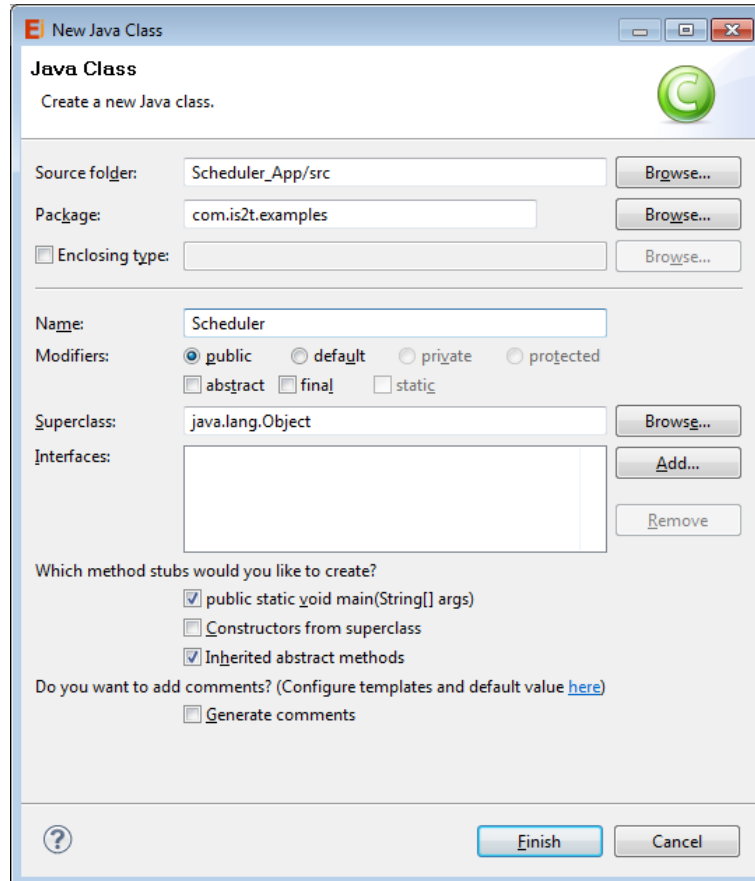 New Java Class
Java Class
Create a new Java class.
Source folder: Scheduler_App/src Browse...
Package: com.is2t.examples Browse...
Enclosing type: Browse...
Name: Scheduler
Modifiers: public default private protected
abstract final static
Superclass: java.lang.Object Browse...
Interfaces: Add...
Remove
Which method stubs would you like to create?
public static void main(String[] args)
Constructors from superclass
Inherited abstract methods
Do you want to add comments? (Configure templates and default value here)
Generate comments
? Finish Cancel